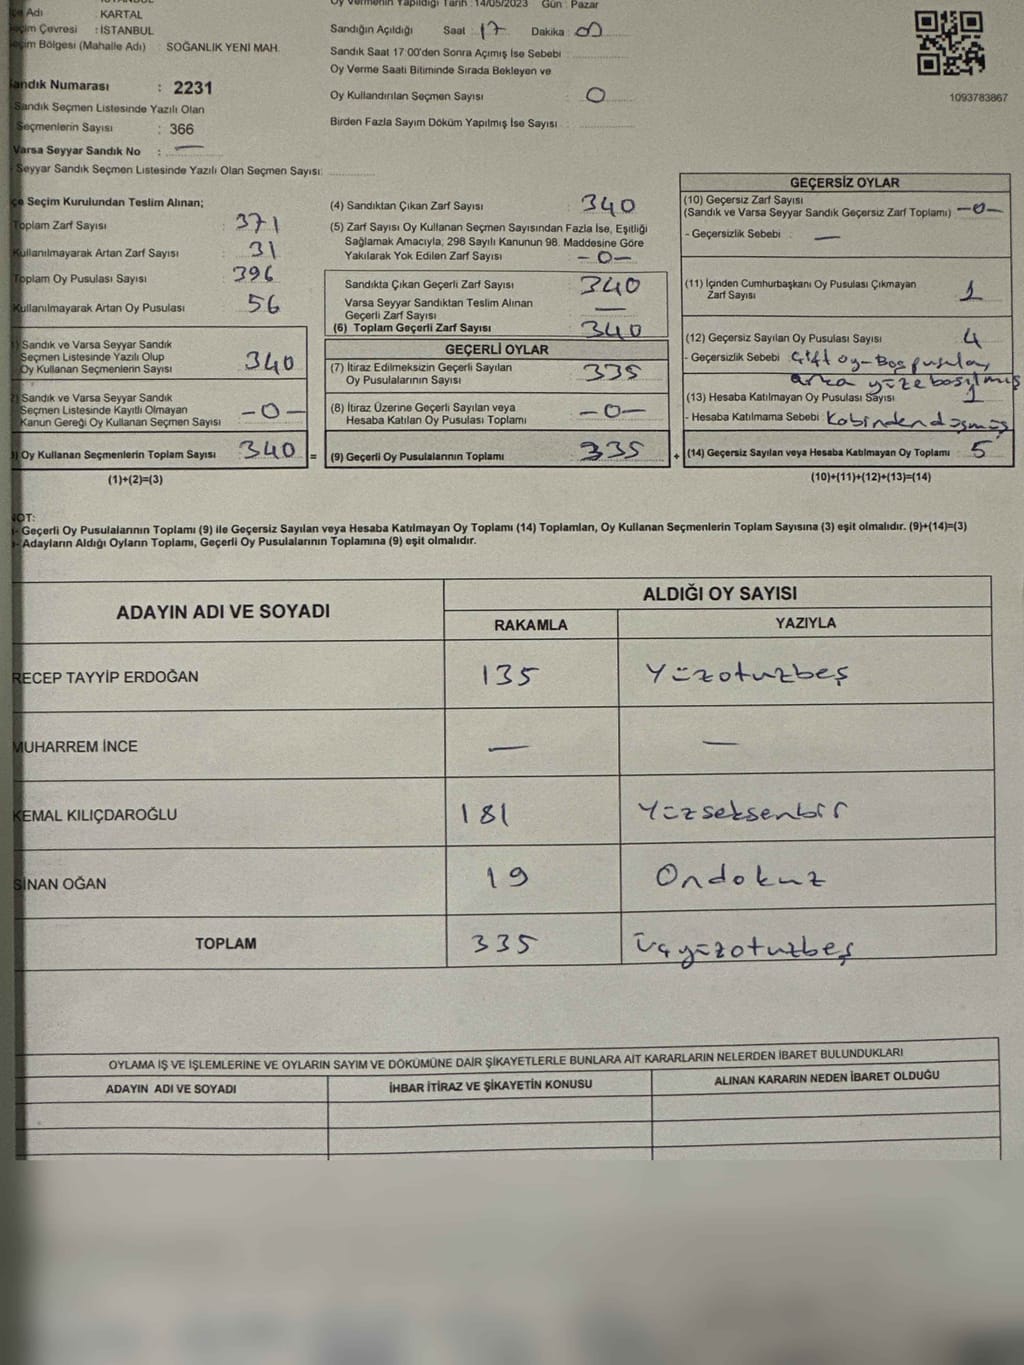 Oy Vermenin Yapıldığı Tarih : 14/05/2023 Gün : Pazar
Adı : KARTAL
Çevresi : İSTANBUL
Bölgesi (Mahalle Adı) : SOĞANLIK YENİ MAH.
Sandık Numarası : 2231
Sandık Seçmen Listesinde Yazılı Olan
Seçmenlerin Sayısı : 366
Varsa Seyyar Sandık No : —
Seyyar Sandık Seçmen Listesinde Yazılı Olan Seçmen Sayısı:
Sandığın Açıldığı Saat : 17 Dakika :
Sandık Saat 17:00'den Sonra Açımış İse Sebebi :
Oy Verme Saati Bitiminde Sırada Bekleyen ve
Oy Kullandırılan Seçmen Sayısı : 0
Birden Fazla Sayım Döküm Yapılmış İse Sayısı :
1093783867
Seçim Kurulundan Teslim Alınan;
Toplam Zarf Sayısı : 371
Kullanılmayarak Artan Zarf Sayısı : 31
Toplam Oy Pusulası Sayısı : 396
Kullanılmayarak Artan Oy Pusulası : 56
Sandık ve Varsa Seyyar Sandık
Seçmen Listesinde Yazılı Olup
Oy Kullanan Seçmenlerin Sayısı : 340
Sandık ve Varsa Seyyar Sandık
Seçmen Listesinde Kayıtlı Olmayan
Kanun Gereği Oy Kullanan Seçmen Sayısı : -0-
Oy Kullanan Seçmenlerin Toplam Sayısı : 340 =
(1)+(2)=(3)
(4) Sandıktan Çıkan Zarf Sayısı : 340
(5) Zarf Sayısı Oy Kullanan Seçmen Sayısından Fazla İse, Eşitliği
Sağlamak Amacıyla, 298 Sayılı Kanunun 98. Maddesine Göre
Yakılarak Yok Edilen Zarf Sayısı : -0-
Sandıkta Çıkan Geçerli Zarf Sayısı : 340
Varsa Seyyar Sandıktan Teslim Alınan
Geçerli Zarf Sayısı : —
(6) Toplam Geçerli Zarf Sayısı : 340
GEÇERLİ OYLAR
(7) İtiraz Edilmeksizin Geçerli Sayılan
Oy Pusulalarının Sayısı : 335
(8) İtiraz Üzerine Geçerli Sayılan veya
Hesaba Katılan Oy Pusulası Toplamı : -0-
(9) Geçerli Oy Pusulalarının Toplamı : 335 +
GEÇERSİZ OYLAR
(10) Geçersiz Zarf Sayısı
(Sandık ve Varsa Seyyar Sandık Geçersiz Zarf Toplamı) : -0-
- Geçersizlik Sebebi : —
(11) İçinden Cumhurbaşkanı Oy Pusulası Çıkmayan
Zarf Sayısı : 1
(12) Geçersiz Sayılan Oy Pusulası Sayısı : 4
- Geçersizlik Sebebi : Çift oy-Boş pusula,
arka yüze basılmış
(13) Hesaba Katılmayan Oy Pusulası Sayısı : 1
- Hesaba Katılmama Sebebi : Kabinden düşmüş
(14) Geçersiz Sayılan veya Hesaba Katılmayan Oy Toplamı : 5
(10)+(11)+(12)+(13)=(14)
NOT:
- Geçerli Oy Pusulalarının Toplamı (9) ile Geçersiz Sayılan veya Hesaba Katılmayan Oy Toplamı (14) Toplamları, Oy Kullanan Seçmenlerin Toplam Sayısına (3) eşit olmalıdır. (9)+(14)=(3)
- Adayların Aldığı Oyların Toplamı, Geçerli Oy Pusulalarının Toplamına (9) eşit olmalıdır.
ADAYIN ADI VE SOYADI
ALDIĞI OY SAYISI
RAKAMLA YAZIYLA
RECEP TAYYİP ERDOĞAN 135 Yüzotuzbeş
MUHARREM İNCE — —
KEMAL KILIÇDAROĞLU 181 Yüzseksenbir
SİNAN OĞAN 19 Ondokuz
TOPLAM 335 Üçyüzotuzbeş
OYLAMA İŞ VE İŞLEMLERİNE VE OYLARIN SAYIM VE DÖKÜMÜNE DAİR ŞİKAYETLERLE BUNLARA AİT KARARLARIN NELERDEN İBARET BULUNDUKLARI
ADAYIN ADI VE SOYADI İHBAR İTİRAZ VE ŞİKAYETİN KONUSU ALINAN KARARIN NEDEN İBARET OLDUĞU